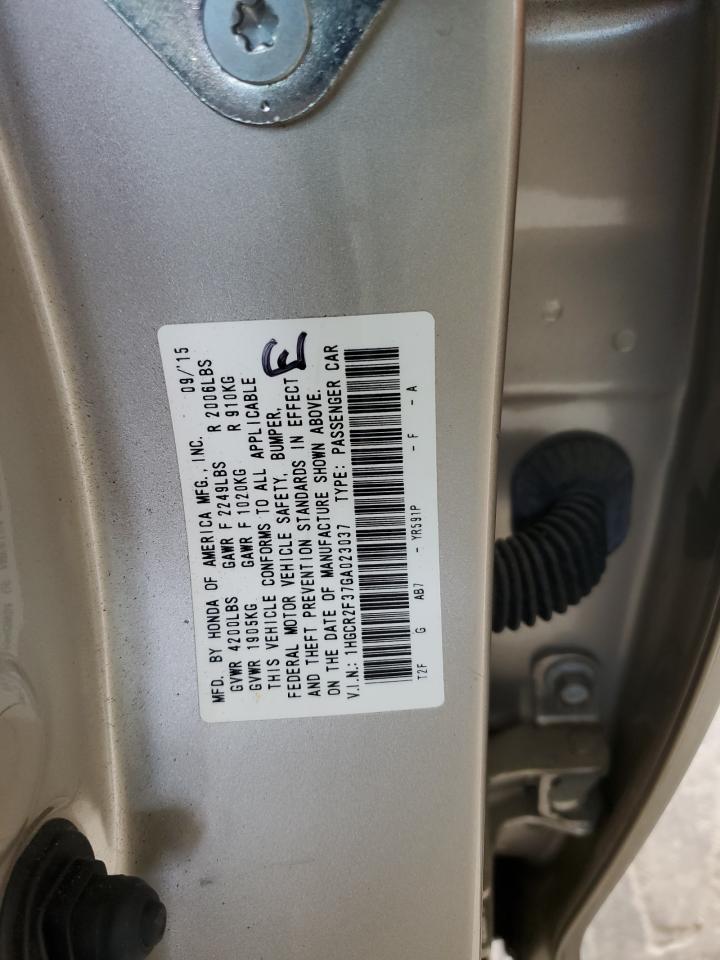 MFD. BY HONDA OF AMERICA MFG., INC. 09/'15
GVWR 4200LBS GAWR F 2249LBS R 2006LBS
GVWR 1905KG GAWR F 1020KG R 910KG
THIS VEHICLE CONFORMS TO ALL APPLICABLE
FEDERAL MOTOR VEHICLE SAFETY, BUMPER,
AND THEFT PREVENTION STANDARDS IN EFFECT
ON THE DATE OF MANUFACTURE SHOWN ABOVE.
V.I.N.: 1HGCR2F37GA023037 TYPE: PASSENGER CAR
T2F G AB7 - YR591P - F - A
E